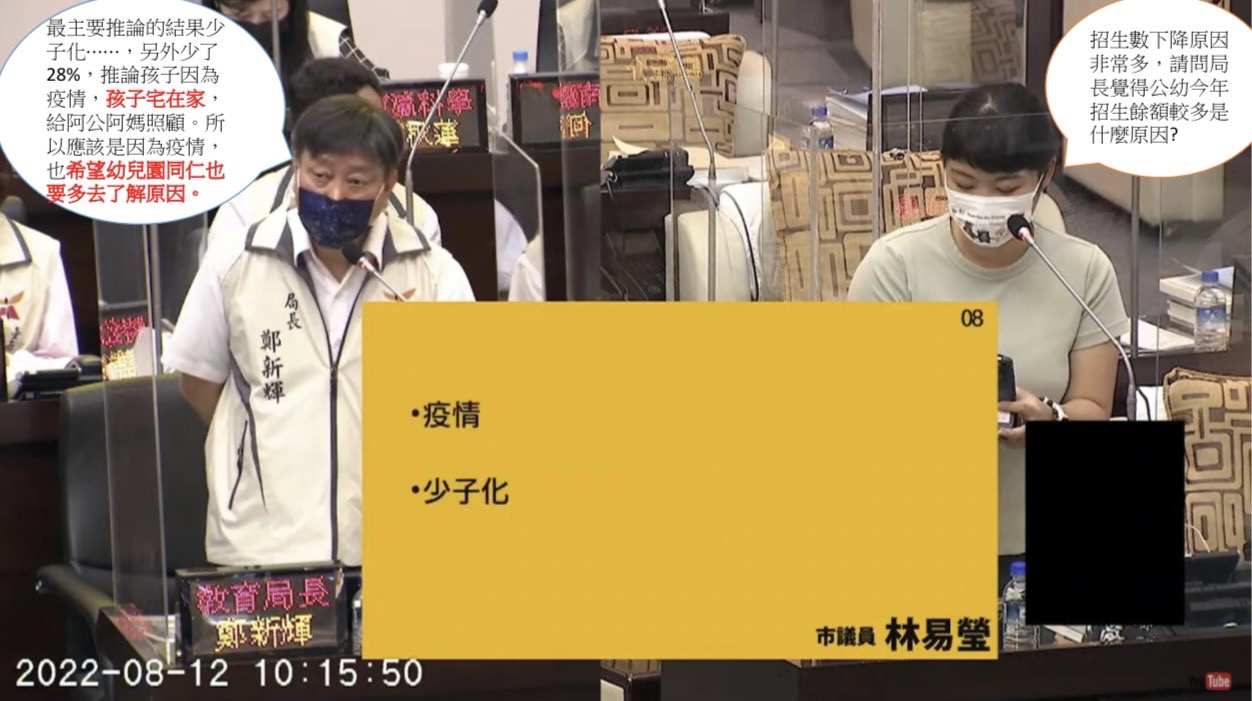 最主要推論的結果少
子化……，另外少了
28%，推論孩子因為
疫情，孩子宅在家，
給阿公阿媽照顧。所
以應該是因為疫情，
也希望幼兒園同仁也
要多去了解原因。
招生數下降原因
非常多，請問局
長覺得公幼今年
招生餘額較多是
什麼原因?
局長
鄭新輝
08
•疫情
•少子化
市議員 林易瑩
教育局長
鄭新輝
2022-08-12 10:15:50
YouTube